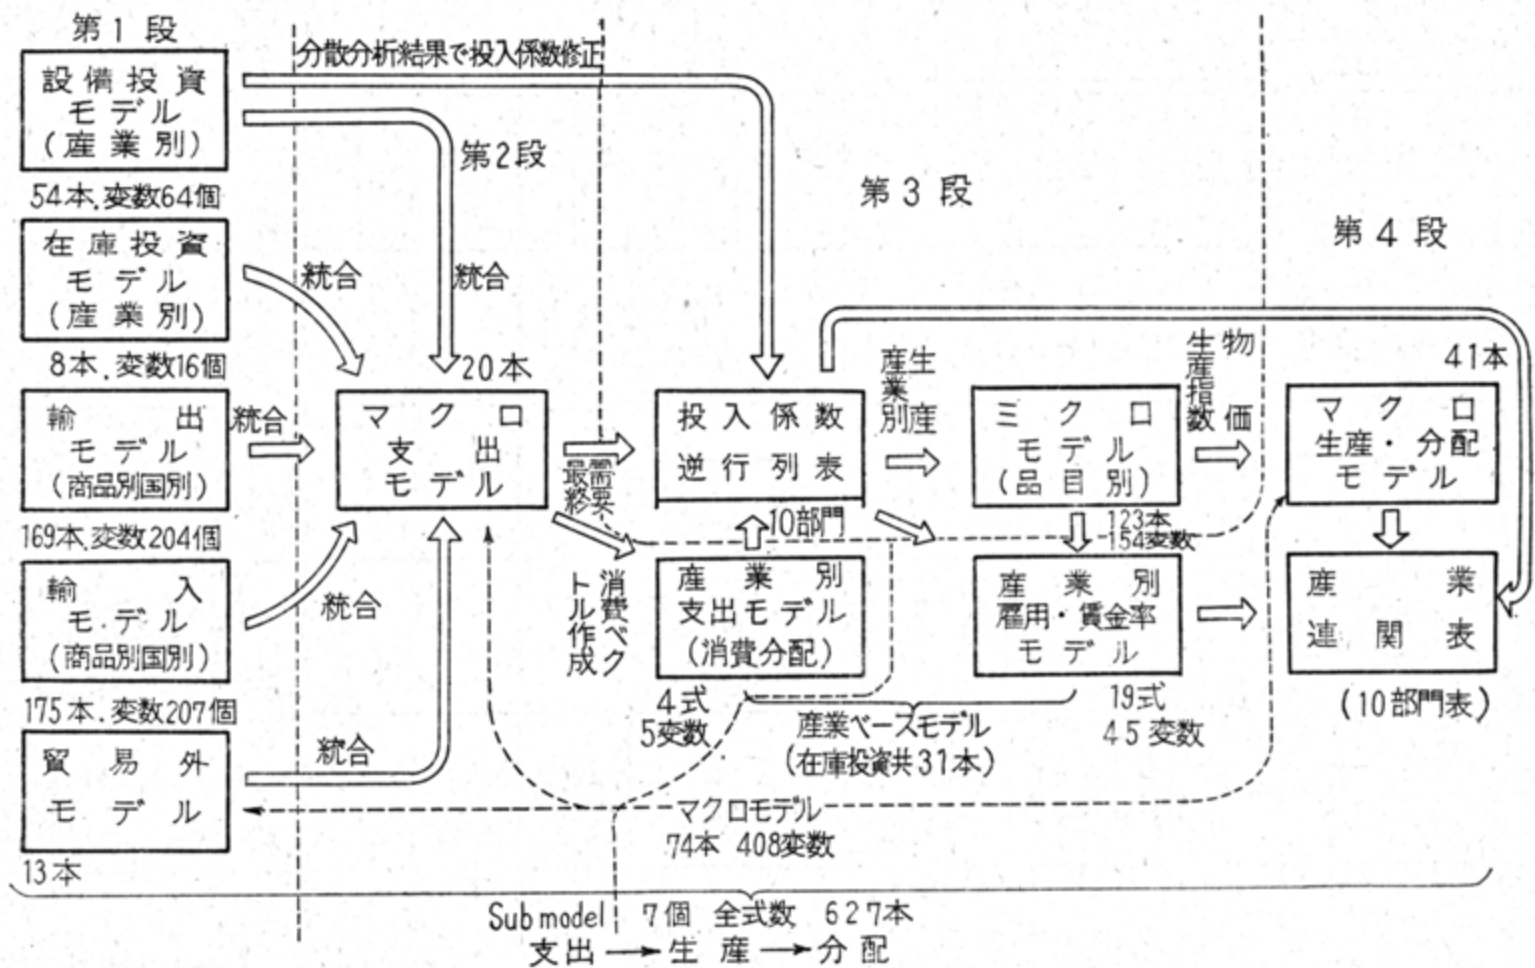 第1段
設備投資
モデル
(産業別)
54本.変数64個
在庫投資
モデル
(産業別)
8本.変数16個
輸出
モデル
(商品別国別)
169本.変数204個
輸入
モデル
(商品別国別)
175本.変数207個
貿易外
モデル
13本
分散分析結果で投入係数修正
第2段
統合
統合
統合
統合
統合
20本
マクロ
支出
モデル
最終
需要
消費ベク
トル作成
第3段
投入係数
逆行列表
10部門
産業別
支出モデル
(消費分配)
4式
5変数
産業別
生産
ミクロ
モデル
(品目別)
123本
154変数
産業別
雇用・賃金率
モデル
19式
45変数
産業ベースモデル
(在庫投資共31本)
マクロモデル
74本 408変数
生産指数
物価
第4段
41本
マクロ
生産・分配
モデル
産業
連関表
(10部門表)
Sub model 7個 全式数 627本
支出→生産→分配